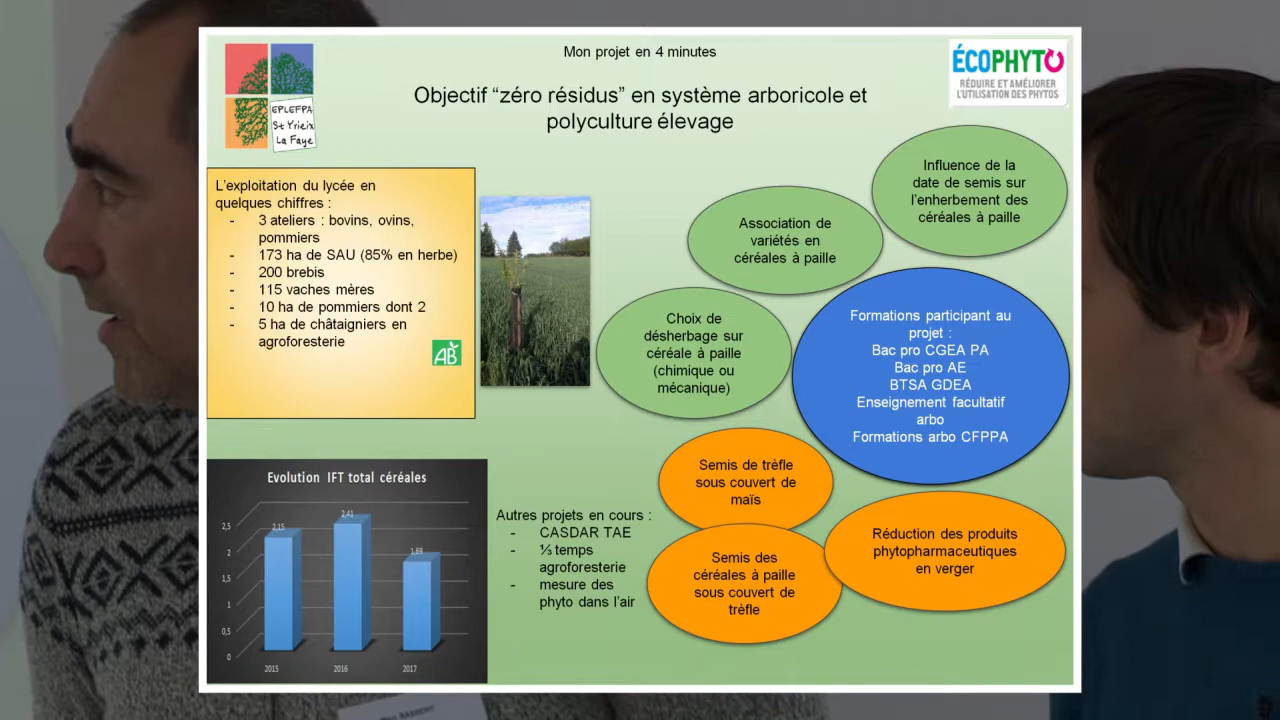 Mon projet en 4 minutes
Objectif “zéro résidus” en système arboricole et
polyculture élevage
EPLEFPA
St Yrieix
La Faye
ÉCOPHYTO
RÉDUIRE ET AMÉLIORER
L'UTILISATION DES PHYTOS
L’exploitation du lycée en
quelques chiffres :
- 3 ateliers : bovins, ovins,
pommiers
- 173 ha de SAU (85% en herbe)
- 200 brebis
- 115 vaches mères
- 10 ha de pommiers dont 2
- 5 ha de châtaigniers en
agroforesterie
AB
Influence de la
date de semis sur
l’enherbement des
céréales à paille
Association de
variétés en
céréales à paille
Choix de
désherbage sur
céréale à paille
(chimique ou
mécanique)
Formations participant au
projet :
Bac pro CGEA PA
Bac pro AE
BTSA GDEA
Enseignement facultatif
arbo
Formations arbo CFPPA
Semis de trèfle
sous couvert de
maïs
Semis des
céréales à paille
sous couvert de
trèfle
Réduction des produits
phytopharmaceutiques
en verger
Autres projets en cours :
- CASDAR TAE
- ⅓ temps
agroforesterie
- mesure des
phyto dans l’air
Evolution IFT total céréales
2,5
2
1,5
1
0,5
0
2,15
2,41
1,69
2015
2016
2017